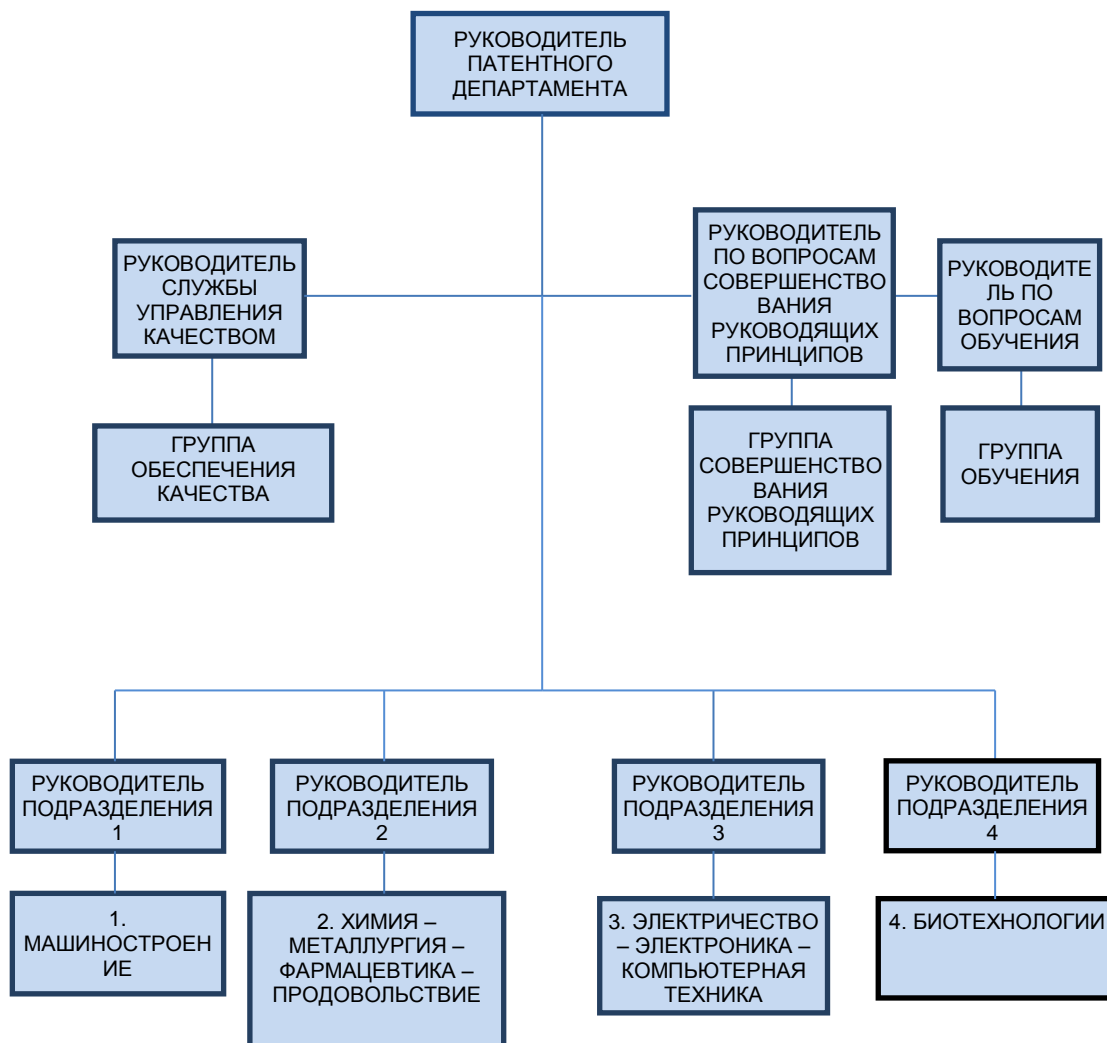 РУКОВОДИТЕЛЬ
ПАТЕНТНОГО
ДЕПАРТАМЕНТА
РУКОВОДИТЕЛЬ
СЛУЖБЫ
УПРАВЛЕНИЯ
КАЧЕСТВОМ
РУКОВОДИТЕЛЬ
ПО ВОПРОСАМ
СОВЕРШЕНСТВО
ВАНИЯ
РУКОВОДЯЩИХ
ПРИНЦИПОВ
РУКОВОДИТЕ
ЛЬ ПО
ВОПРОСАМ
ОБУЧЕНИЯ
ГРУППА
ОБЕСПЕЧЕНИЯ
КАЧЕСТВА
ГРУППА
СОВЕРШЕНСТВО
ВАНИЯ
РУКОВОДЯЩИХ
ПРИНЦИПОВ
ГРУППА
ОБУЧЕНИЯ
РУКОВОДИТЕЛЬ
ПОДРАЗДЕЛЕНИЯ
1
РУКОВОДИТЕЛЬ
ПОДРАЗДЕЛЕНИЯ
2
РУКОВОДИТЕЛЬ
ПОДРАЗДЕЛЕНИЯ
3
РУКОВОДИТЕЛЬ
ПОДРАЗДЕЛЕНИЯ
4
1.
МАШИНОСТРОЕН
ИЕ
2. ХИМИЯ –
МЕТАЛЛУРГИЯ –
ФАРМАЦЕВТИКА –
ПРОДОВОЛЬСТВИЕ
3. ЭЛЕКТРИЧЕСТВО
– ЭЛЕКТРОНИКА –
КОМПЬЮТЕРНАЯ
ТЕХНИКА
4. БИОТЕХНОЛОГИИ